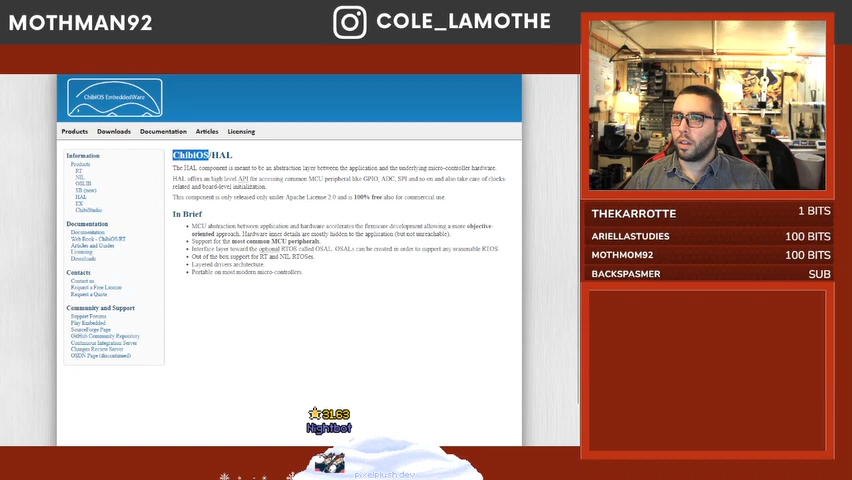 MOTHMAN92
COLE_LAMOTHE
ChibiOS EmbeddedWare
Products Downloads Documentation Articles Licensing
Information
Products
RT
NIL
OSLIB
SB (new)
HAL
EX
ChibiStudio
Documentation
Documentation
Web Book - ChibiOS/RT
Articles and Guides
Licensing
Downloads
Contacts
Contact us
Request a Free License
Request a Quote
Community and Support
Support Forums
Play Embedded
SourceForge Page
GitHub Community Repository
Continuous Integration Server
Changes Review Server
OSDN Page (discontinued)
ChibiOS/HAL
The HAL component is meant to be an abstraction layer between the application and the underlying micro-controller hardware.
HAL offers an high level API for accessing common MCU peripheral like GPIO, ADC, SPI and so on and also take care of clocks-
related and board-level initialization.
This component is only released only under Apache License 2.0 and is 100% free also for commercial use.
In Brief
MCU abstraction between application and hardware accelerates the firmware development allowing a more objective-
oriented approach. Hardware inner details are mostly hidden to the application (but not unreachable).
Support for the most common MCU peripherals.
Interface layer toward the optional RTOS called OSAL. OSALs can be created in order to support any reasonable RTOS.
Out of the box support for RT and NIL RTOSes.
Layered drivers architecture.
Portable on most modern micro-controllers.
THEKARROTTE 1 BITS
ARIELLASTUDIES 100 BITS
MOTHMOM92 100 BITS
BACKSPASMER SUB
31.63
Nightbot
pixelplush.dev